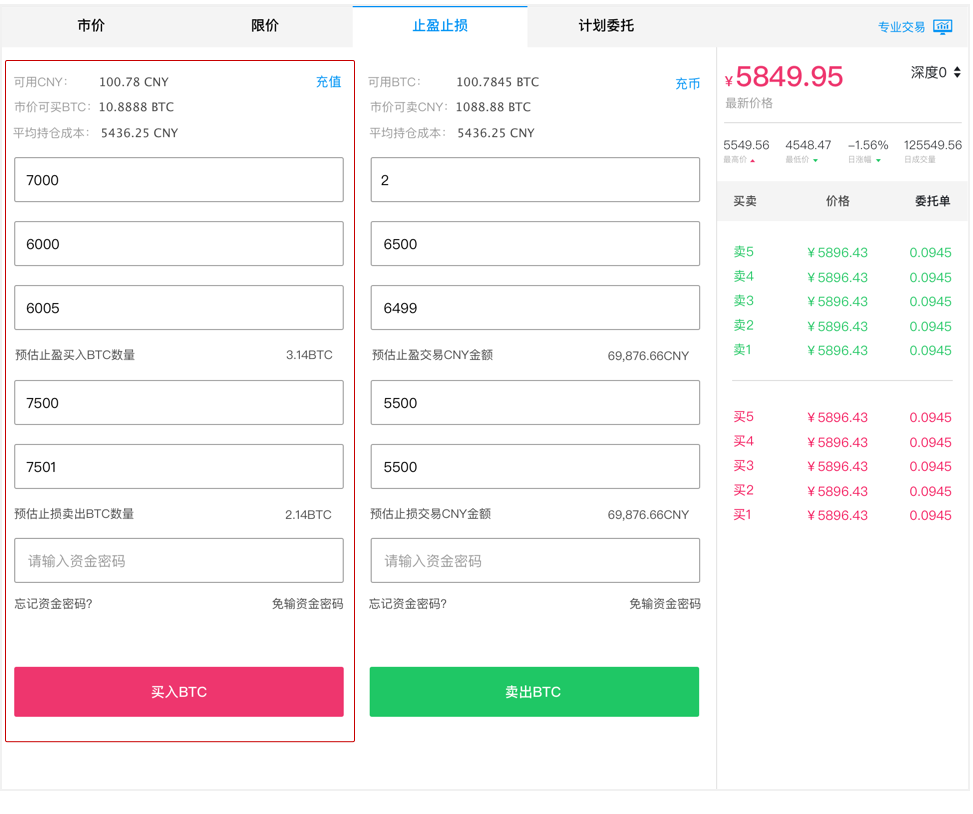 市价 限价 止盈止损 计划委托 专业交易
可用CNY： 100.78 CNY 充值
市价可买BTC： 10.8888 BTC
平均持仓成本： 5436.25 CNY
7000
6000
6005
预估止盈买入BTC数量 3.14BTC
7500
7501
预估止损卖出BTC数量 2.14BTC
请输入资金密码
忘记资金密码? 免输资金密码
买入BTC
可用BTC： 100.7845 BTC 充币
市价可卖CNY： 1088.88 BTC
平均持仓成本： 5436.25 CNY
2
6500
6499
预估止盈交易CNY金额 69,876.66CNY
5500
5500
预估止损交易CNY金额 69,876.66CNY
请输入资金密码
忘记资金密码? 免输资金密码
卖出BTC
¥5849.95 深度0
最新价格
5549.56 4548.47 −1.56% 125549.56
最高价 最低价 日涨幅 日成交量
买卖 价格 委托单
卖5 ¥5896.43 0.0945
卖4 ¥5896.43 0.0945
卖3 ¥5896.43 0.0945
卖2 ¥5896.43 0.0945
卖1 ¥5896.43 0.0945
买5 ¥5896.43 0.0945
买4 ¥5896.43 0.0945
买3 ¥5896.43 0.0945
买2 ¥5896.43 0.0945
买1 ¥5896.43 0.0945